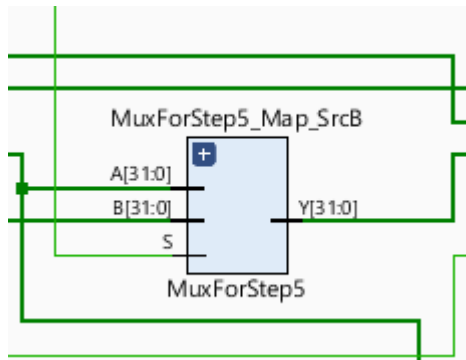 MuxForStep5_Map_SrcB
A[31:0]
B[31:0]
Y[31:0]
S
MuxForStep5